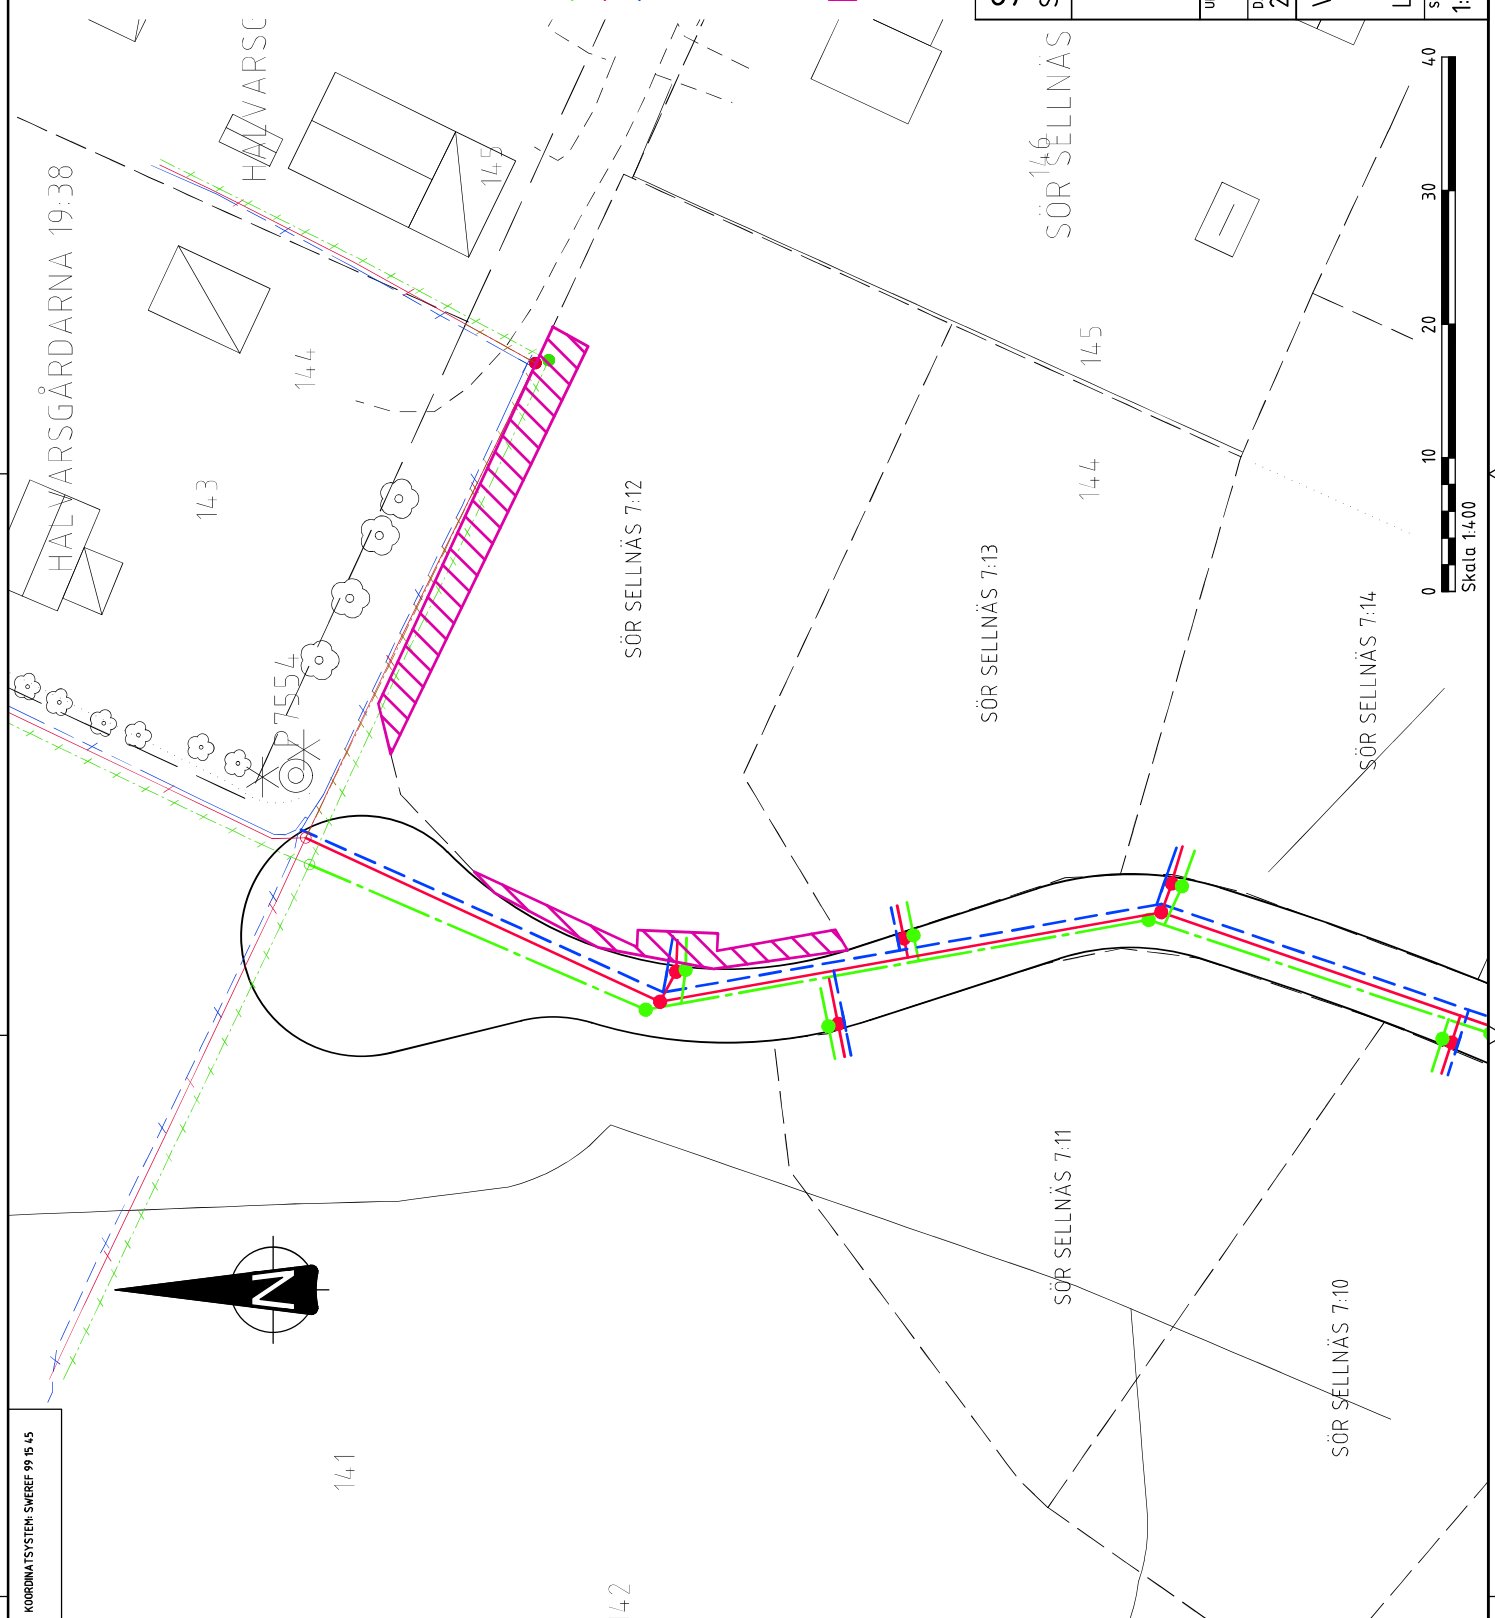 HALVARSGÅRDARNA 19:38
HALVARSG
143
144
145
P7554
SÖR SELLNÄS 7:12
SÖR SELLNÄS
146
145
144
SÖR SELLNÄS 7:13
SÖR SELLNÄS 7:14
SÖR SELLNÄS 7:11
SÖR SELLNÄS 7:10
N
141
142
KOORDINATSYSTEM: SWEREF 99 15 45
0 10 20 30 40
Skala 1:400